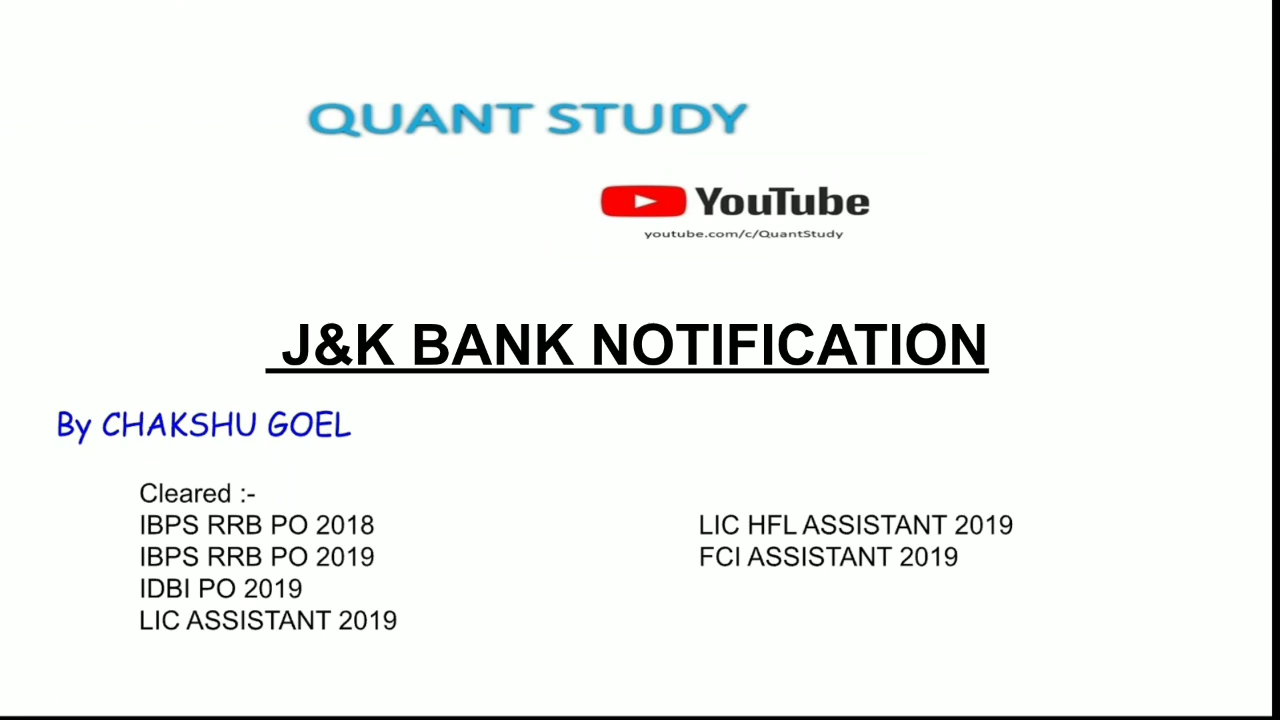 QUANT STUDY
YouTube
youtube.com/c/QuantStudy
J&K BANK NOTIFICATION
By CHAKSHU GOEL
Cleared :-
IBPS RRB PO 2018
IBPS RRB PO 2019
IDBI PO 2019
LIC ASSISTANT 2019
LIC HFL ASSISTANT 2019
FCI ASSISTANT 2019